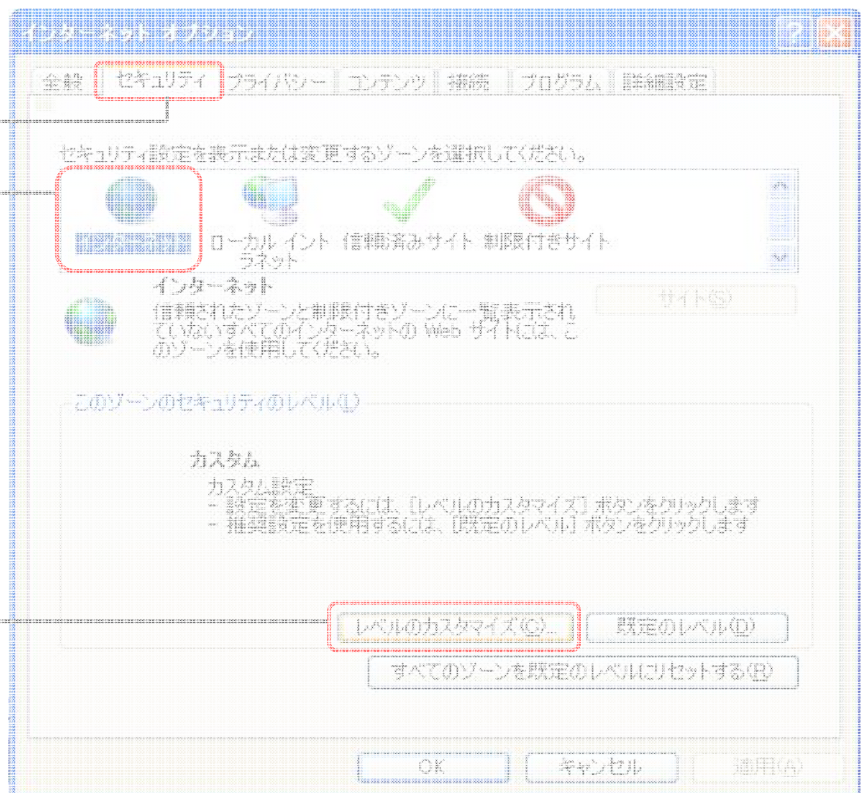 インターネット オプション
全般 セキュリティ プライバシー コンテンツ 接続 プログラム 詳細設定
セキュリティ設定を表示または変更するゾーンを選択してください。
ローカル イント 信頼済みサイト 制限付きサイト
ラネット
インターネット
サイト(S)
信頼されたゾーンと制限付きゾーンに一覧表示され
ていないすべてのインターネットの Web サイトには、こ
のゾーンを使用してください。
このゾーンのセキュリティのレベル(L)
カスタム
カスタム設定
- 設定を変更するには、[レベルのカスタマイズ] ボタンをクリックします
- 推奨設定を使用するには、[既定のレベル] ボタンをクリックします
レベルのカスタマイズ(C)... 既定のレベル(D)
すべてのゾーンを既定のレベルにリセットする(R)
OK キャンセル 適用(A)